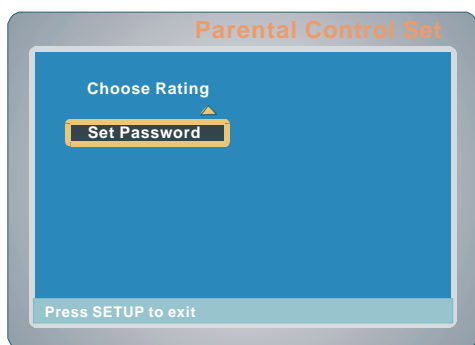 Parental Control Set
Choose Rating
Set Password
Press SETUP to exit